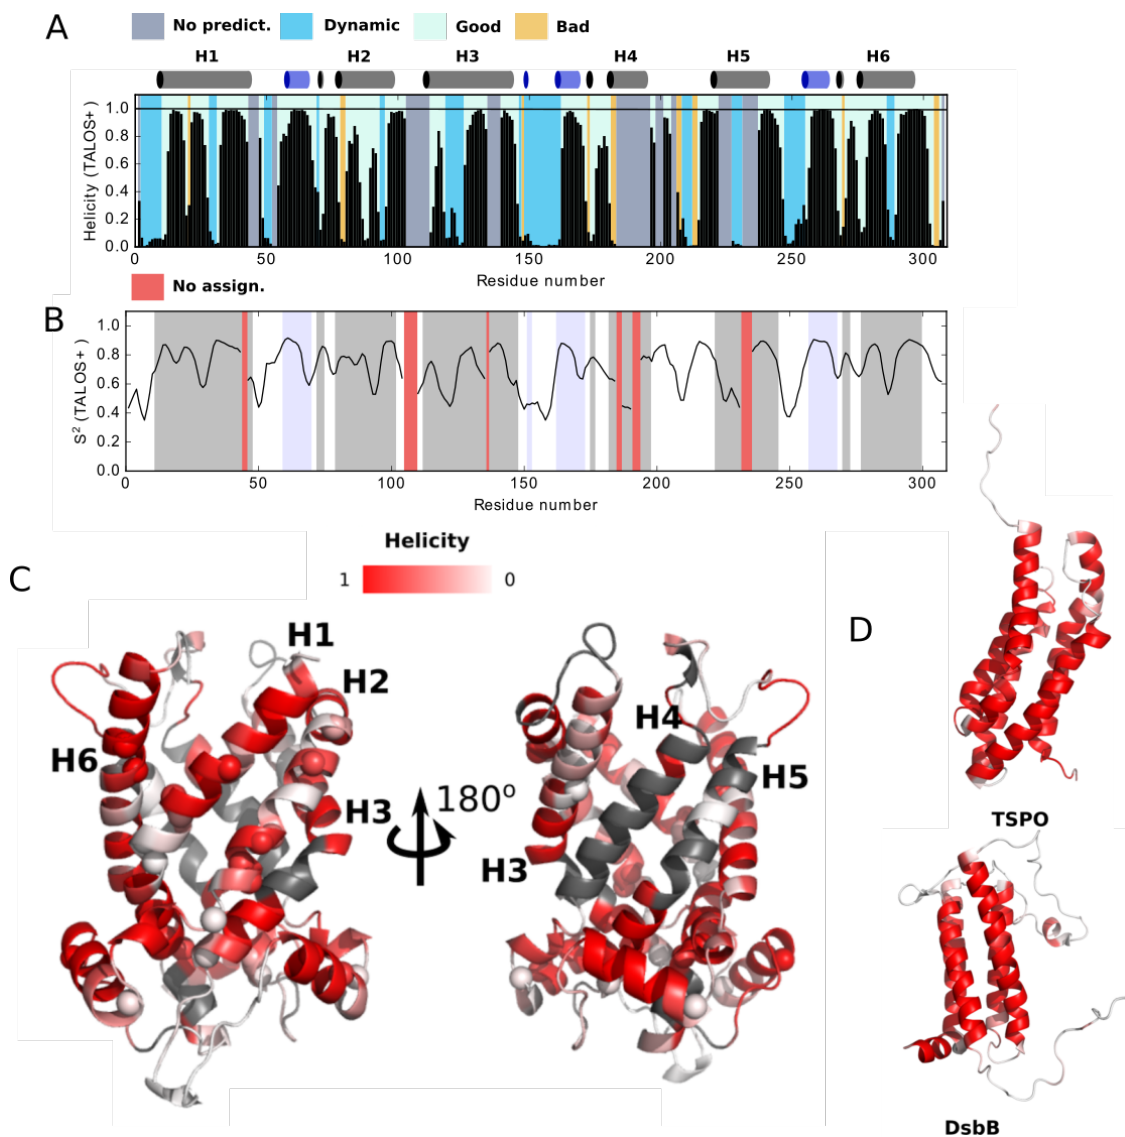 A
No predict. Dynamic Good Bad
H1 H2 H3 H4 H5 H6
1.0
0.8
0.6
0.4
0.2
0.0
Helicity (TALOS+)
0 50 100 150 200 250 300
Residue number
No assign.
B
1.0
0.8
0.6
0.4
0.2
0.0
S² (TALOS+)
0 50 100 150 200 250 300
Residue number
Helicity
1 0
C
H1
H2
H6
H3
180º
H4
H5
H3
D
TSPO
DsbB